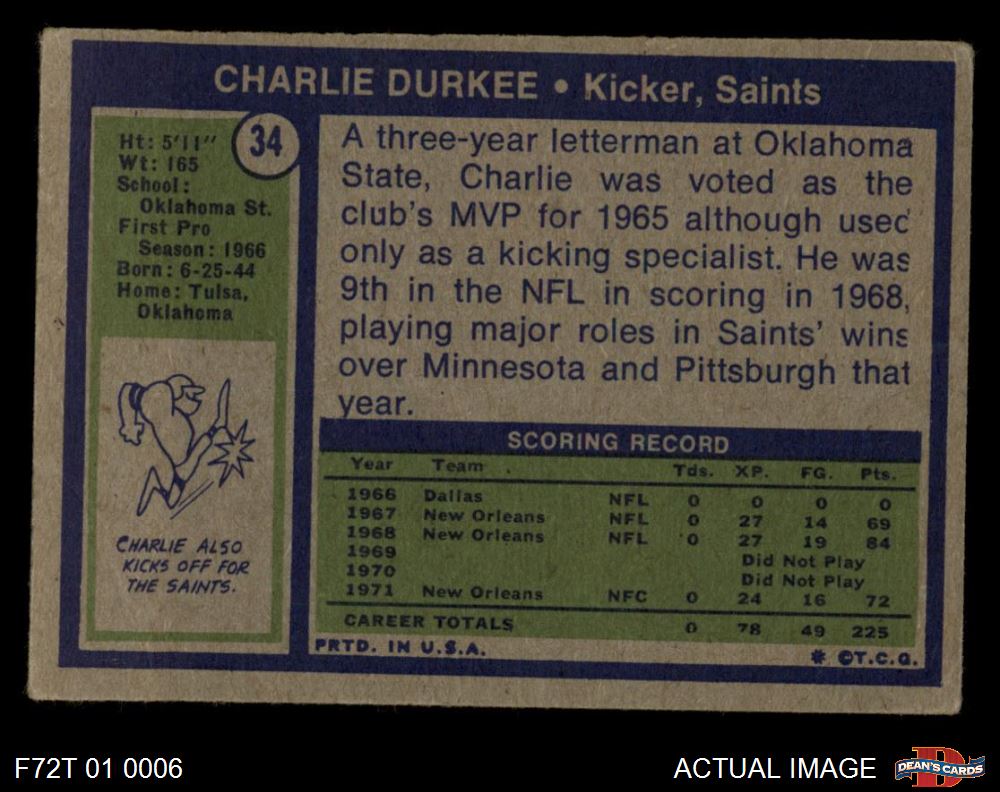 CHARLIE DURKEE • Kicker, Saints
34
Ht: 5'11"
Wt: 165
School:
Oklahoma St.
First Pro
Season: 1966
Born: 6-25-44
Home: Tulsa,
Oklahoma
CHARLIE ALSO
KICKS OFF FOR
THE SAINTS.
A three-year letterman at Oklahoma
State, Charlie was voted as the
club's MVP for 1965 although used
only as a kicking specialist. He was
9th in the NFL in scoring in 1968,
playing major roles in Saints' wins
over Minnesota and Pittsburgh that
year.
SCORING RECORD
Year Team Tds. XP. FG. Pts.
1966 Dallas NFL 0 0 0 0
1967 New Orleans NFL 0 27 14 69
1968 New Orleans NFL 0 27 19 84
1969 Did Not Play
1970 Did Not Play
1971 New Orleans NFC 0 24 16 72
CAREER TOTALS 0 78 49 225
PRTD. IN U.S.A. * ©T.C.G.
F72T 01 0006
ACTUAL IMAGE
D
DEAN'S CARDS